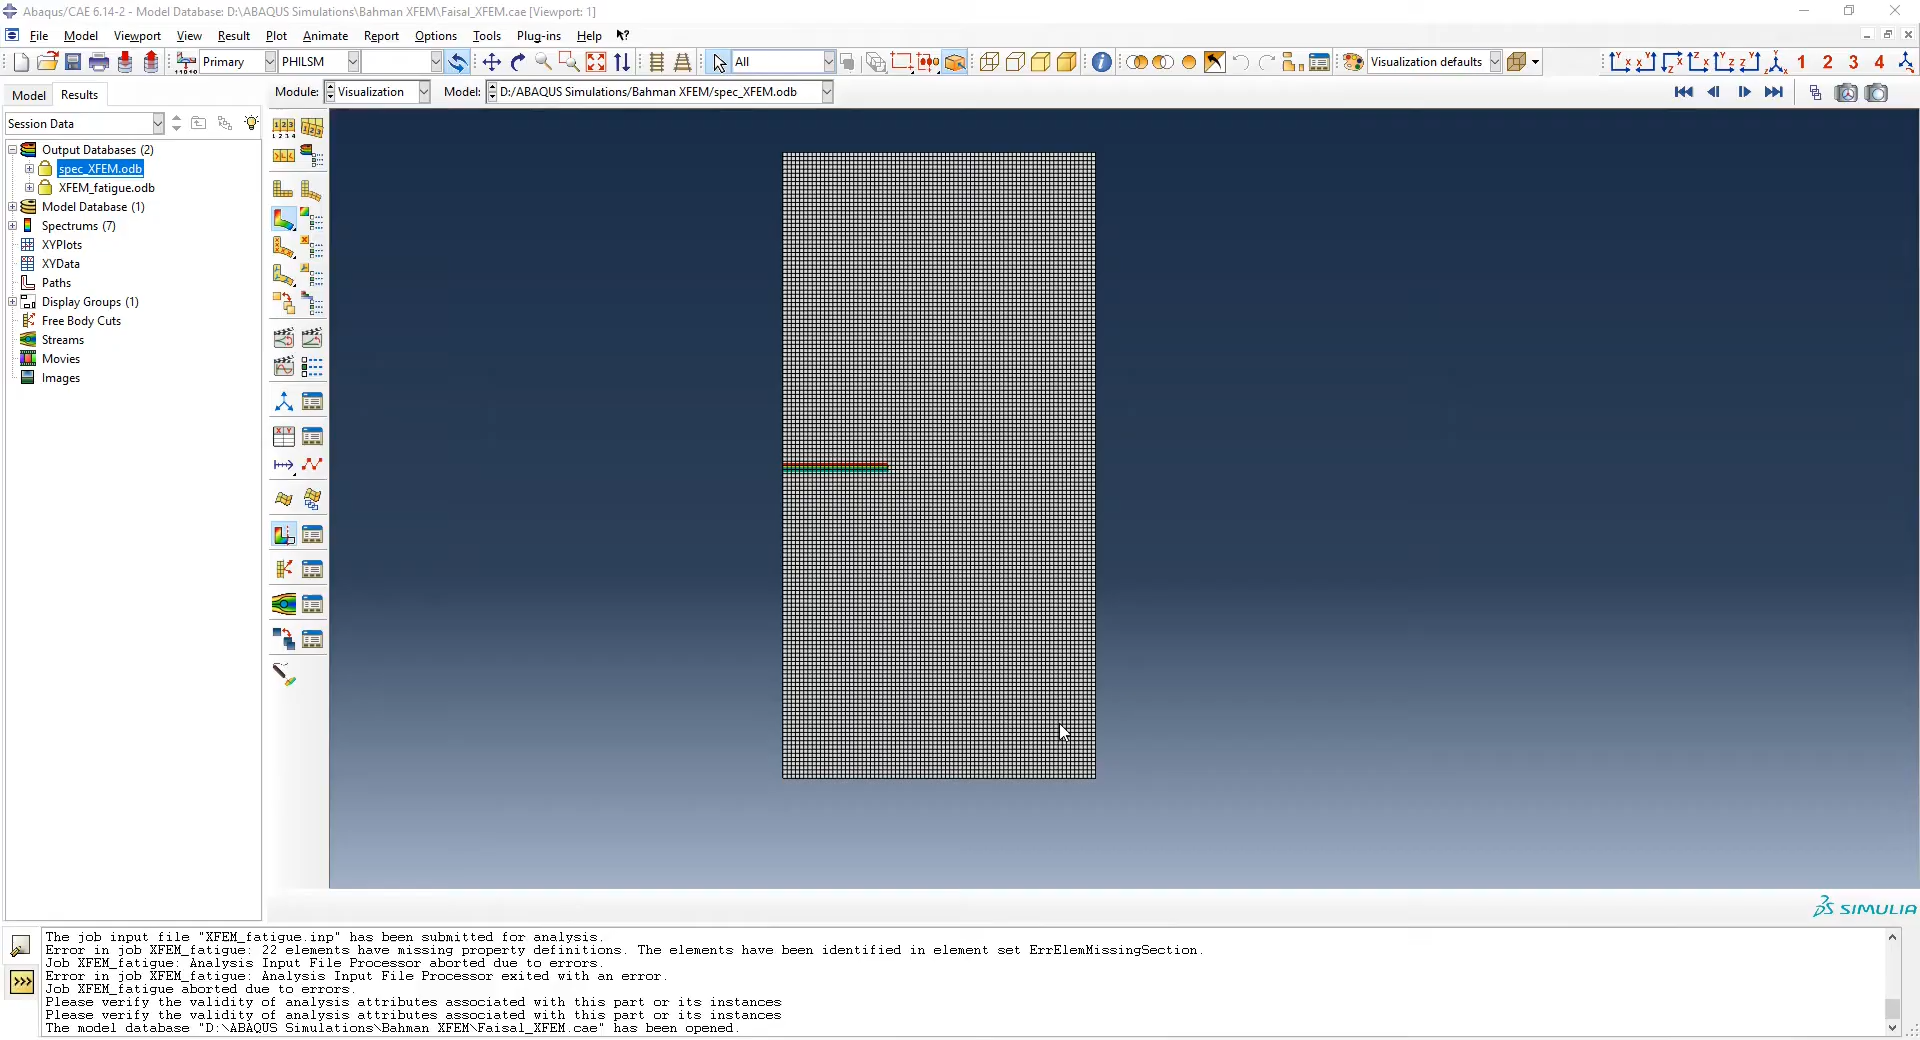 Abaqus/CAE 6.14-2 - Model Database: D:\ABAQUS Simulations\Bahman XFEM\Faisal_XFEM.cae [Viewport: 1]
File Model Viewport View Result Plot Animate Report Options Tools Plug-ins Help
Primary PHILSM All Visualization defaults 1 2 3 4
Model Results Module: Visualization Model: D:/ABAQUS Simulations/Bahman XFEM/spec_XFEM.odb
Session Data
Output Databases (2)
spec_XFEM.odb
XFEM_fatigue.odb
Model Database (1)
Spectrums (7)
XYPlots
XYData
Paths
Display Groups (1)
Free Body Cuts
Streams
Movies
Images
SIMULIA
The job input file "XFEM_fatigue.inp" has been submitted for analysis.
Error in job XFEM_fatigue: 22 elements have missing property definitions. The elements have been identified in element set ErrElemMissingSection.
Job XFEM_fatigue: Analysis Input File Processor aborted due to errors.
Error in job XFEM_fatigue: Analysis Input File Processor exited with an error.
Job XFEM_fatigue aborted due to errors.
Please verify the validity of analysis attributes associated with this part or its instances
Please verify the validity of analysis attributes associated with this part or its instances
The model database "D:\ABAQUS Simulations\Bahman XFEM\Faisal_XFEM.cae" has been opened.